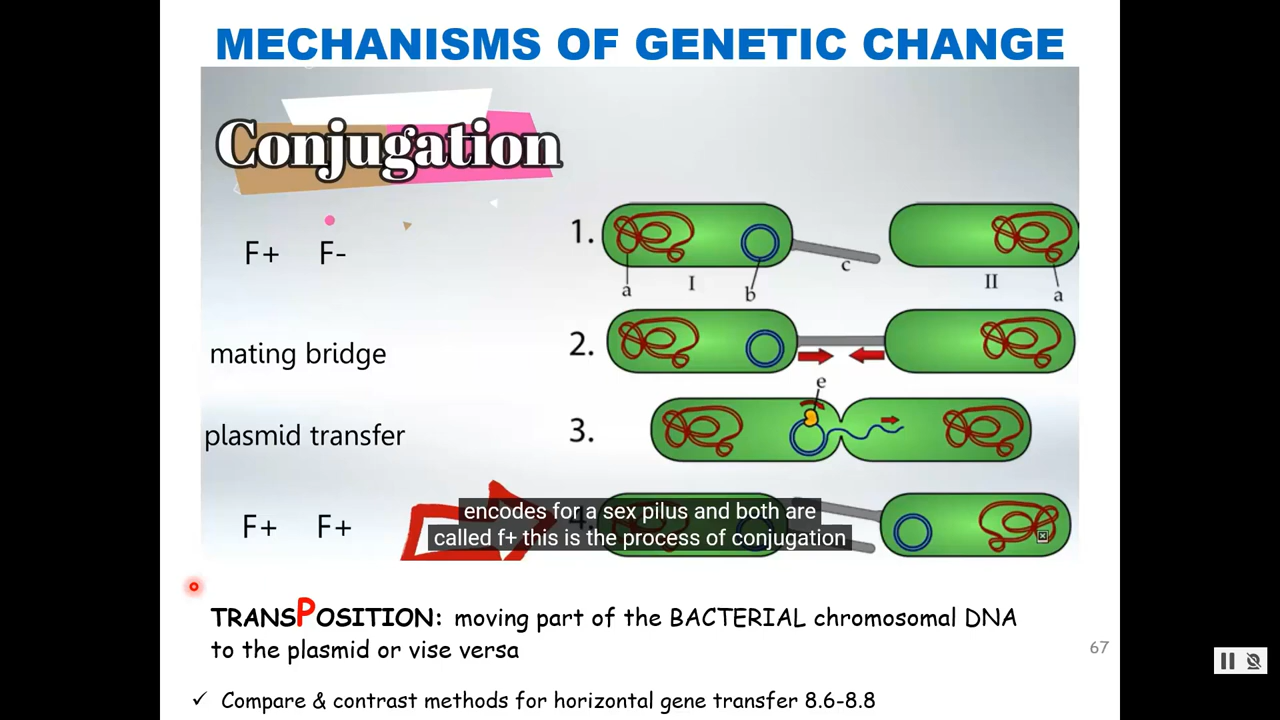 MECHANISMS OF GENETIC CHANGE
Conjugation
F+ F-
1.
a I b c II a
mating bridge
2.
e
plasmid transfer
3.
F+ F+
4.
encodes for a sex pilus and both are
called f+ this is the process of conjugation
TRANSPOSITION: moving part of the BACTERIAL chromosomal DNA
to the plasmid or vise versa
67
✓ Compare & contrast methods for horizontal gene transfer 8.6-8.8